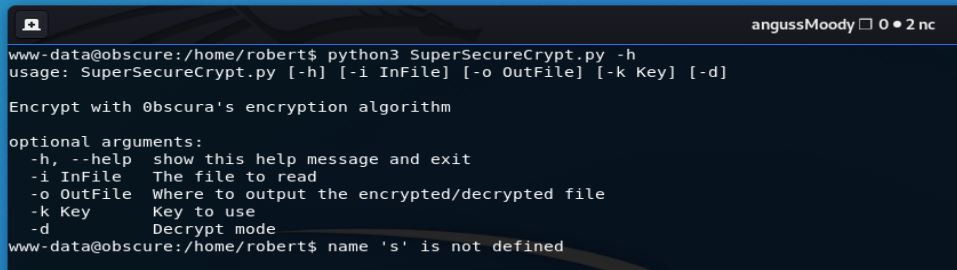 angussMoody □ 0 ● 2 nc
www-data@obscure:/home/robert$ python3 SuperSecureCrypt.py -h
usage: SuperSecureCrypt.py [-h] [-i InFile] [-o OutFile] [-k Key] [-d]
Encrypt with 0bscura's encryption algorithm
optional arguments:
-h, --help show this help message and exit
-i InFile The file to read
-o OutFile Where to output the encrypted/decrypted file
-k Key Key to use
-d Decrypt mode
www-data@obscure:/home/robert$ name 's' is not defined